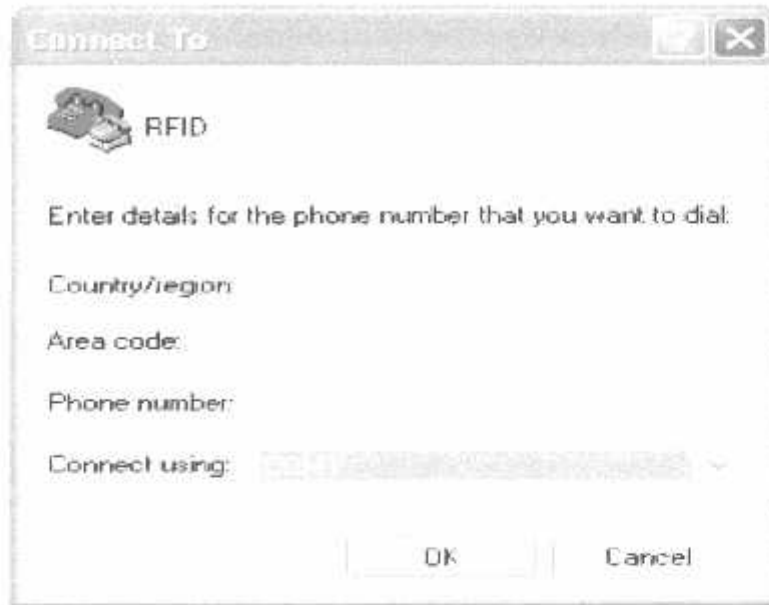 Connect To
RFID
Enter details for the phone number that you want to dial:
Country/region
Area code:
Phone number:
Connect using:
OK Cancel